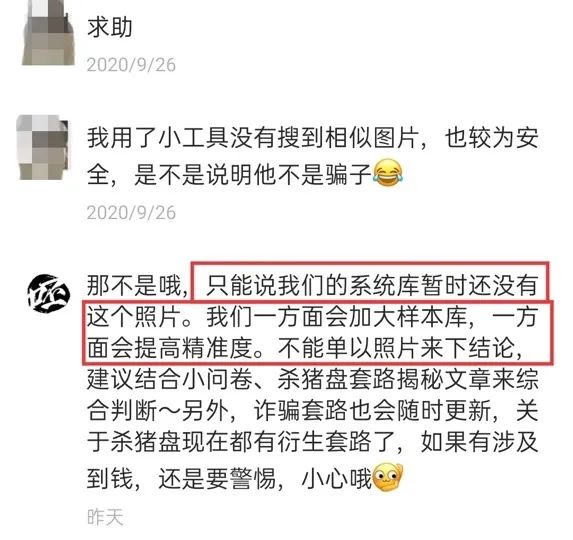 求助
2020/9/26
我用了小工具没有搜到相似图片，也较为安
全，是不是说明他不是骗子😂
2020/9/26
那不是哦，只能说我们的系统库暂时还没有
这个照片。我们一方面会加大样本库，一方
面会提高精准度。不能单以照片来下结论，
建议结合小问卷、杀猪盘套路揭秘文章来综
合判断～另外，诈骗套路也会随时更新，关
于杀猪盘现在都有衍生套路了，如果有涉及
到钱，还是要警惕，小心哦
昨天